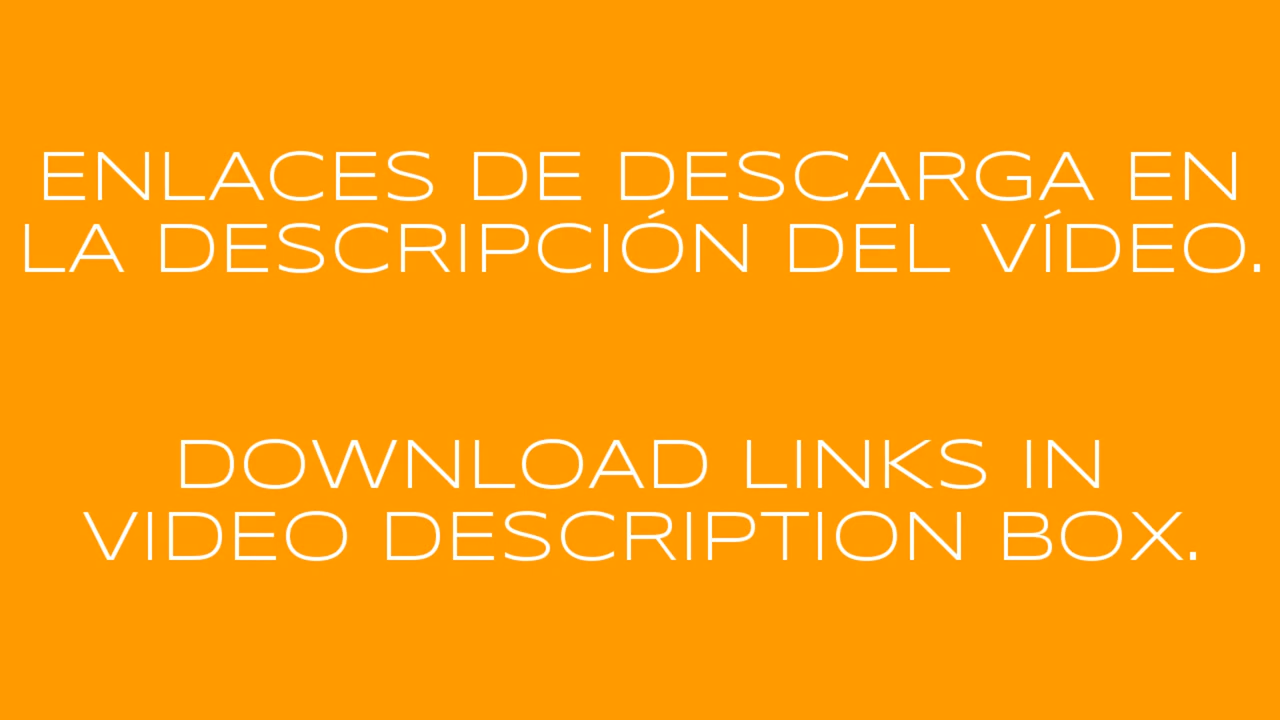 ENLACES DE DESCARGA EN
LA DESCRIPCIÓN DEL VÍDEO.
DOWNLOAD LINKS IN
VIDEO DESCRIPTION BOX.